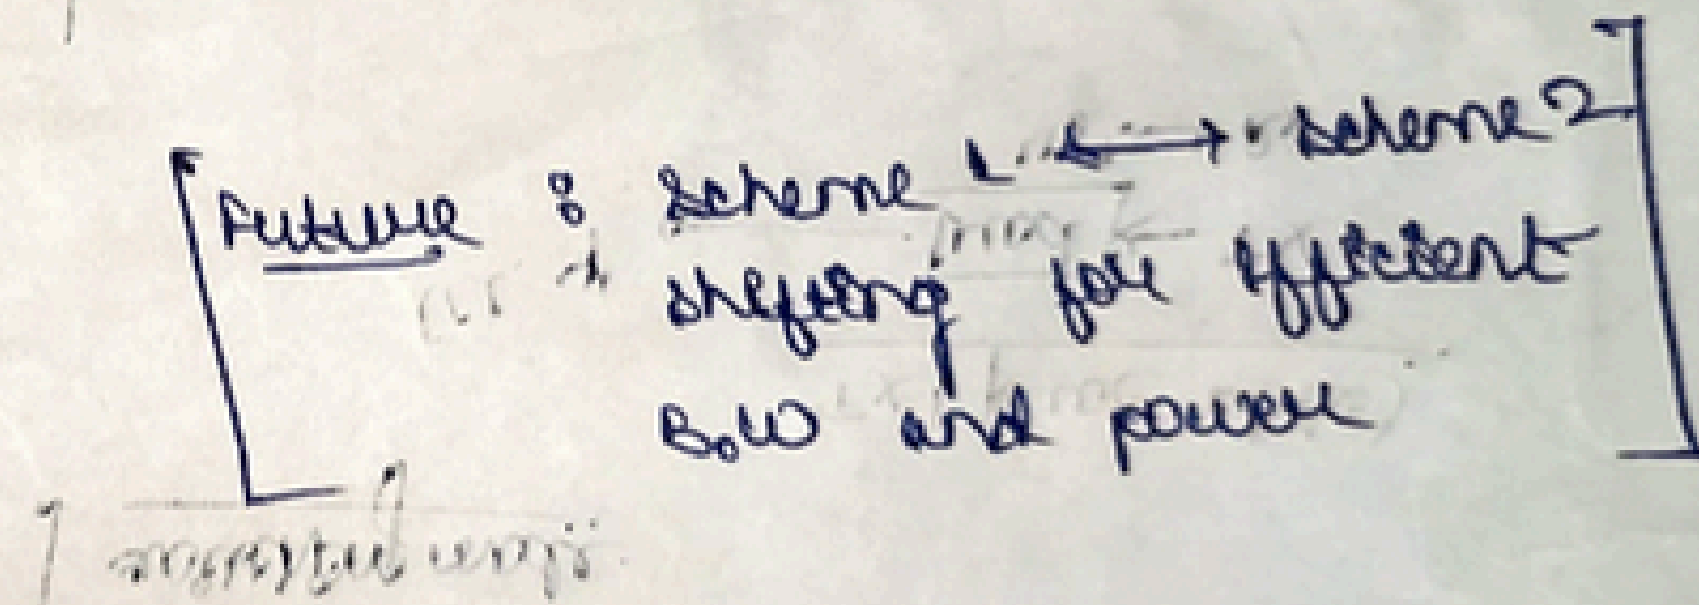 [Future : Scheme 1 ↔ Scheme 2
shifting for efficient
B.W and power]